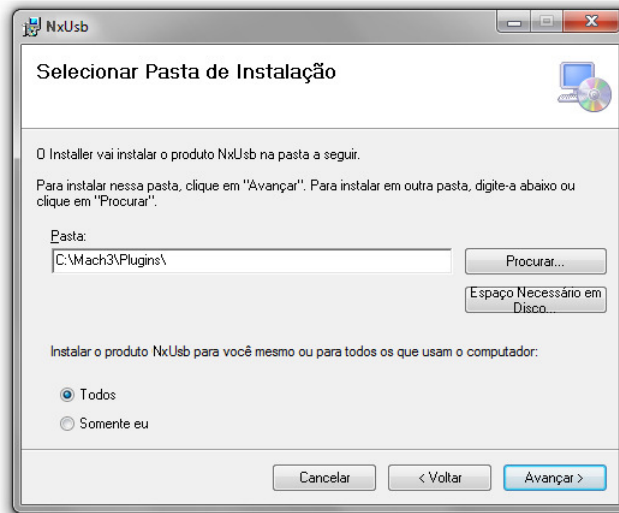 NxUsb
Selecionar Pasta de Instalação
O Installer vai instalar o produto NxUsb na pasta a seguir.
Para instalar nessa pasta, clique em "Avançar". Para instalar em outra pasta, digite-a abaixo ou
clique em "Procurar".
Pasta:
C:\Mach3\Plugins\
Procurar...
Espaço Necessário em
Disco...
Instalar o produto NxUsb para você mesmo ou para todos os que usam o computador:
Todos
Somente eu
Cancelar
< Voltar
Avançar >